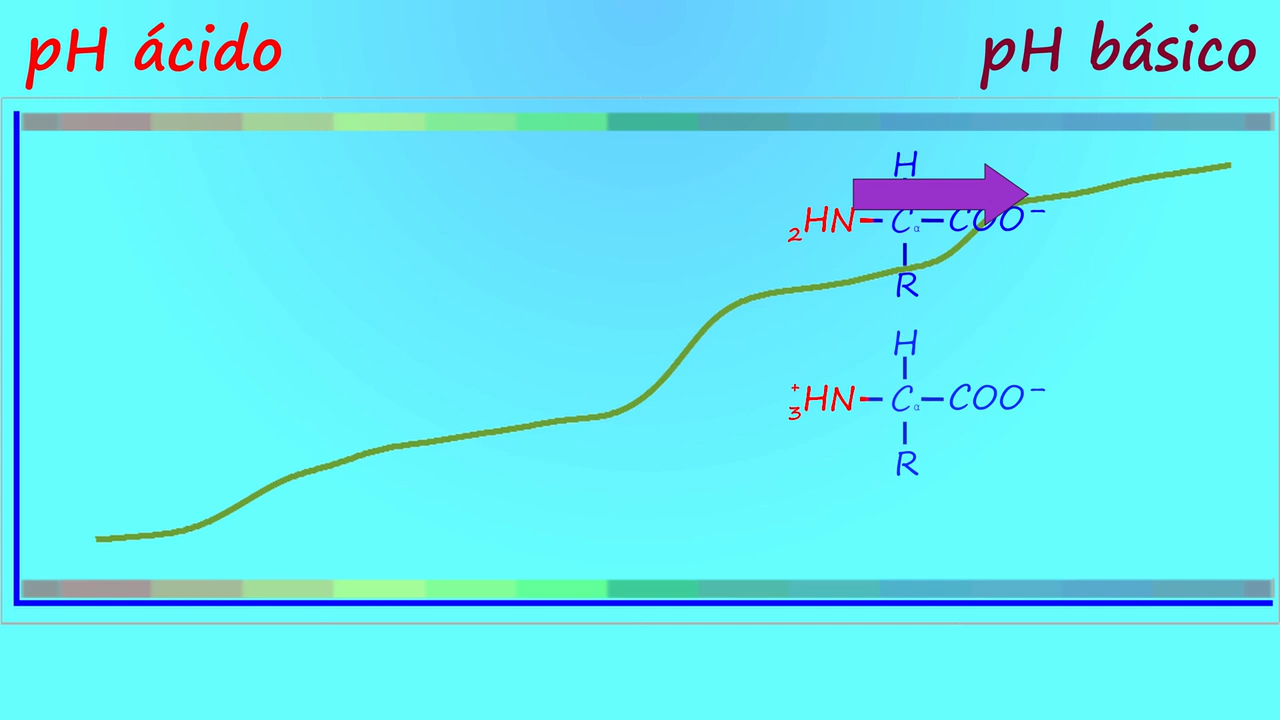 pH ácido
pH básico
H
₂HN–Cα–COO⁻
R
H
⁺₃HN–Cα–COO⁻
R